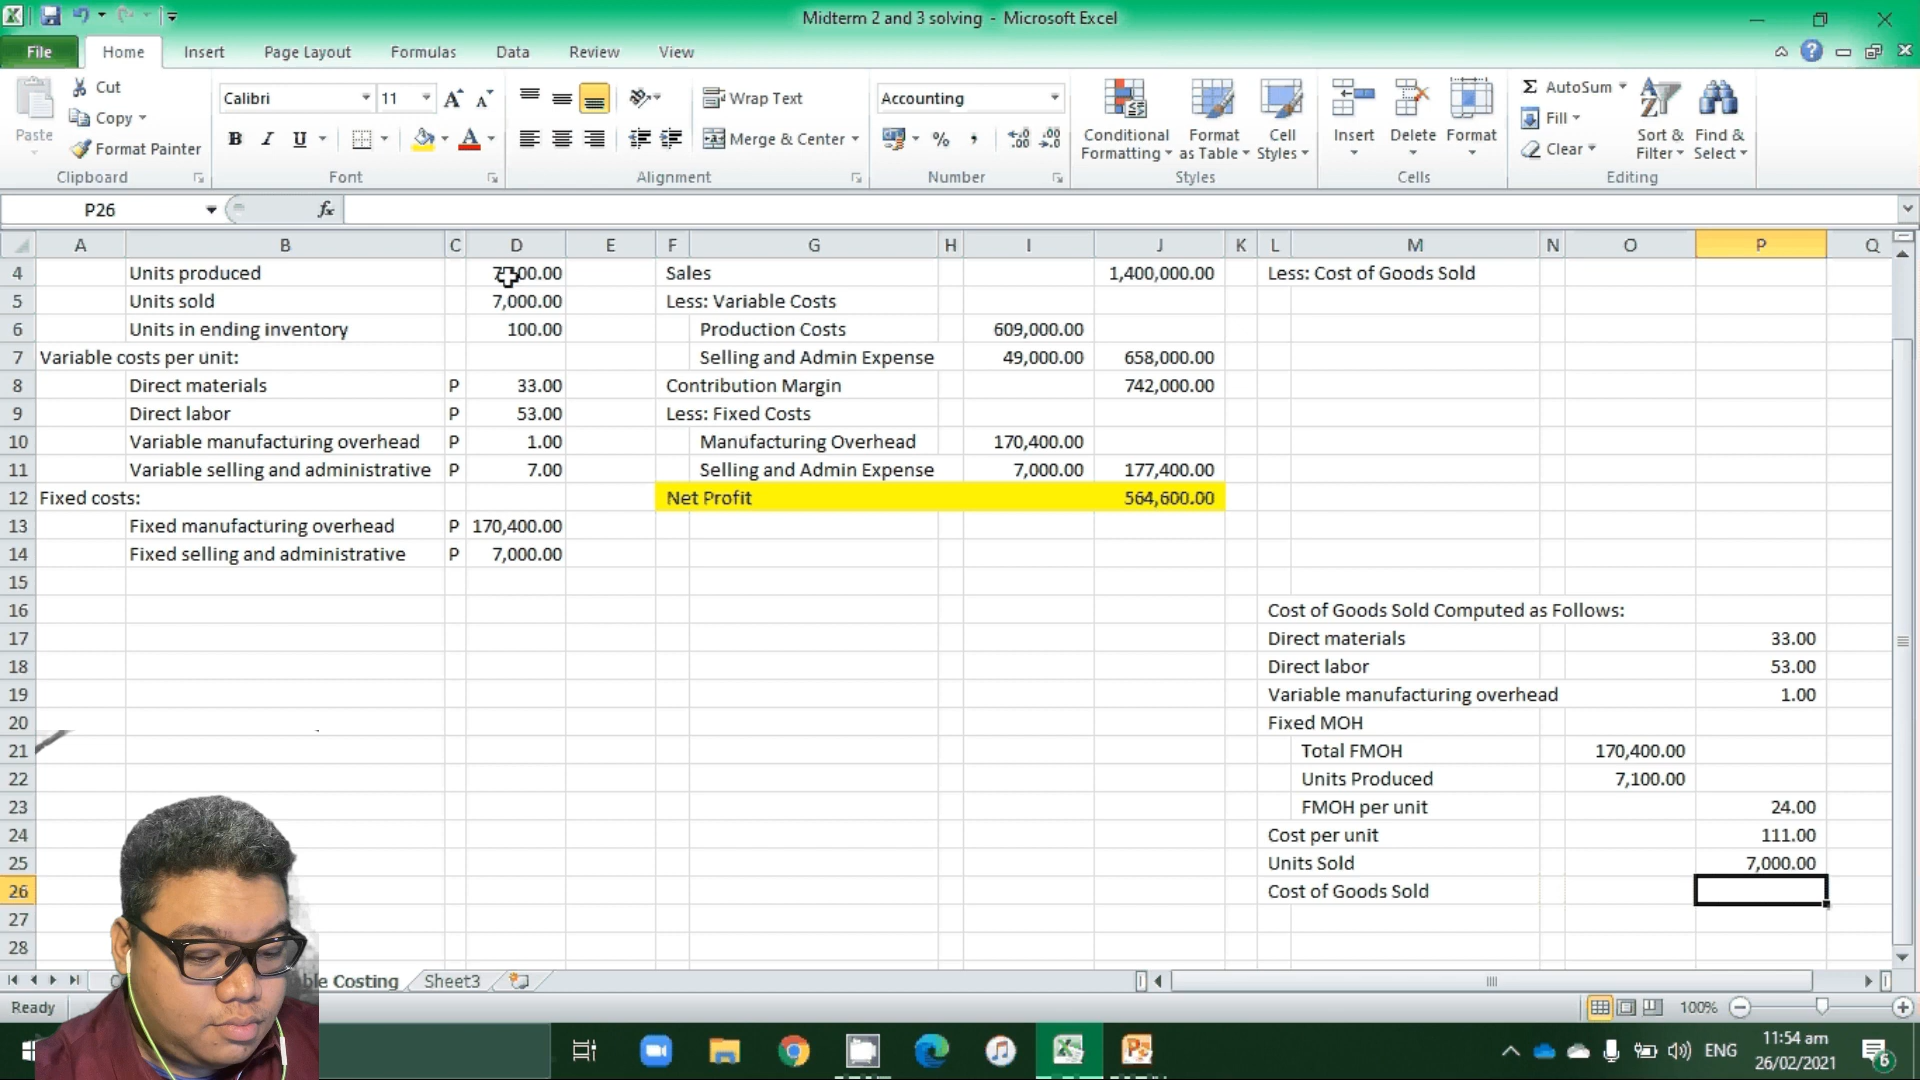 Midterm 2 and 3 solving - Microsoft Excel
File Home Insert Page Layout Formulas Data Review View
Paste Cut Copy Format Painter
Calibri 11
B I U
Wrap Text
Merge & Center
Accounting
%
Conditional Formatting Format as Table Cell Styles
Insert Delete Format
Σ AutoSum Fill Clear
Sort & Filter Find & Select
Clipboard Font Alignment Number Styles Cells Editing
P26 fx
A B C D E F G H I J K L M N O P Q
4 Units produced Sales 1,400,000.00 Less: Cost of Goods Sold
5 Units sold 7,000.00 Less: Variable Costs
6 Units in ending inventory 100.00 Production Costs 609,000.00
7 Variable costs per unit: Selling and Admin Expense 49,000.00 658,000.00
8 Direct materials P 33.00 Contribution Margin 742,000.00
9 Direct labor P 53.00 Less: Fixed Costs
10 Variable manufacturing overhead P 1.00 Manufacturing Overhead 170,400.00
11 Variable selling and administrative P 7.00 Selling and Admin Expense 7,000.00 177,400.00
12 Fixed costs: Net Profit 564,600.00
13 Fixed manufacturing overhead P 170,400.00
14 Fixed selling and administrative P 7,000.00
15
16 Cost of Goods Sold Computed as Follows:
17 Direct materials 33.00
18 Direct labor 53.00
19 Variable manufacturing overhead 1.00
20 Fixed MOH
21 Total FMOH 170,400.00
22 Units Produced 7,100.00
23 FMOH per unit 24.00
24 Cost per unit 111.00
25 Units Sold 7,000.00
26 Cost of Goods Sold
27
28
Costing Sheet3
Ready 100%
ENG 11:54 am
26/02/2021 6